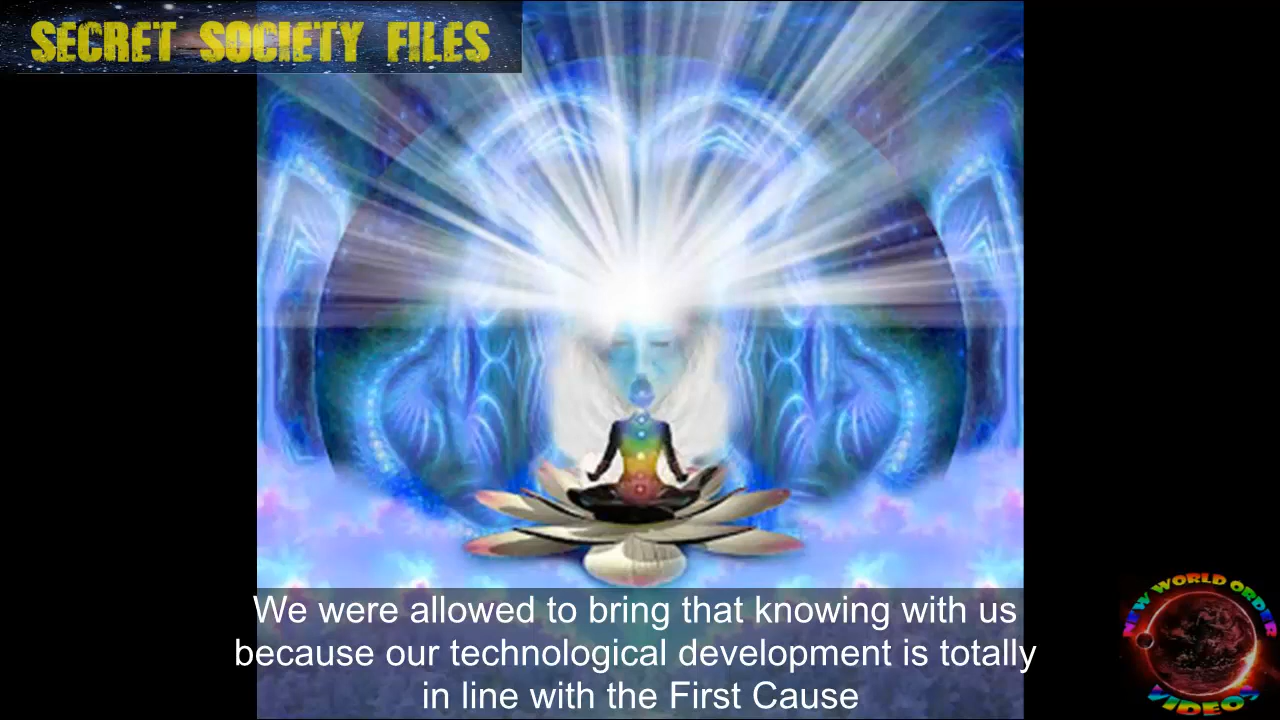 SECRET SOCIETY FILES
We were allowed to bring that knowing with us
because our technological development is totally
in line with the First Cause
NEW WORLD ORDER
VIDEOS